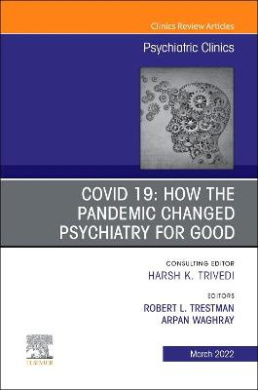 Clinics Review Articles
Psychiatric Clinics
COVID 19: HOW THE
PANDEMIC CHANGED
PSYCHIATRY FOR GOOD
CONSULTING EDITOR
HARSH K. TRIVEDI
EDITORS
ROBERT L. TRESTMAN
ARPAN WAGHRAY
ELSEVIER
March 2022